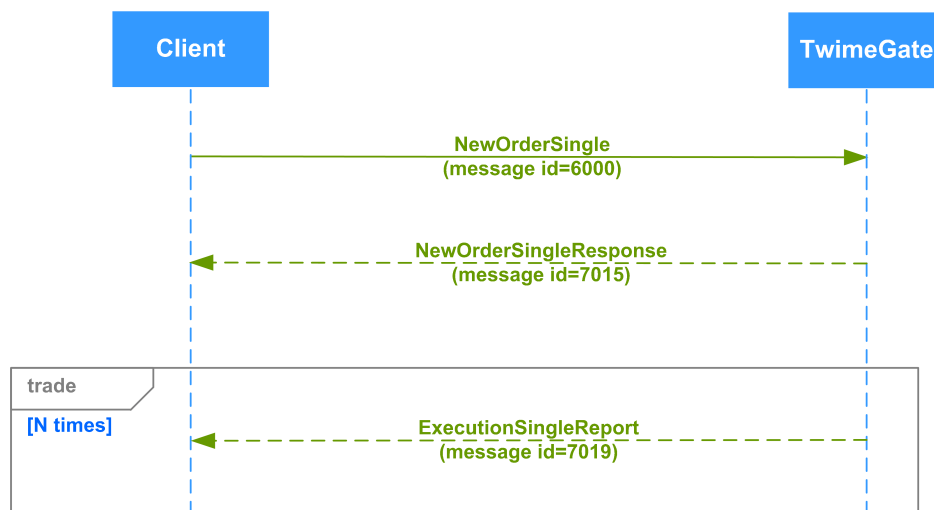 Client
TwimeGate
NewOrderSingle
(message id=6000)
NewOrderSingleResponse
(message id=7015)
trade
[N times]
ExecutionSingleReport
(message id=7019)